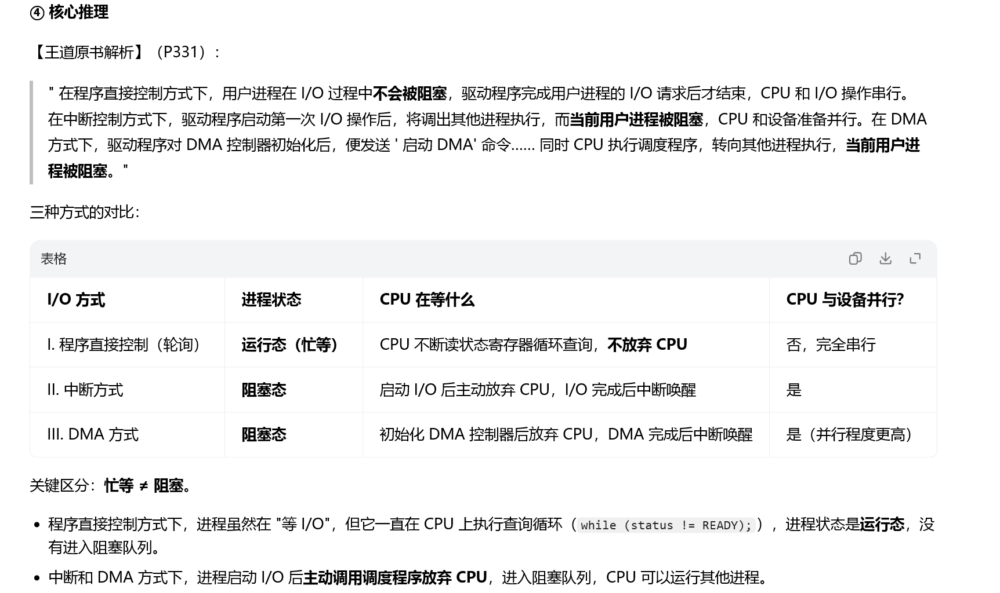 ④ 核心推理
【王道原书解析】（P331）：
" 在程序直接控制方式下，用户进程在 I/O 过程中不会被阻塞，驱动程序完成用户进程的 I/O 请求后才结束，CPU 和 I/O 操作串行。
在中断控制方式下，驱动程序启动第一次 I/O 操作后，将调出其他进程执行，而当前用户进程被阻塞，CPU 和设备准备并行。在 DMA
方式下，驱动程序对 DMA 控制器初始化后，便发送 ' 启动 DMA' 命令…… 同时 CPU 执行调度程序，转向其他进程执行，当前用户进
程被阻塞。"
三种方式的对比：
表格
I/O 方式 进程状态 CPU 在等什么 CPU 与设备并行？
I. 程序直接控制（轮询） 运行态（忙等） CPU 不断读状态寄存器循环查询，不放弃 CPU 否，完全串行
II. 中断方式 阻塞态 启动 I/O 后主动放弃 CPU，I/O 完成后中断唤醒 是
III. DMA 方式 阻塞态 初始化 DMA 控制器后放弃 CPU，DMA 完成后中断唤醒 是（并行程度更高）
关键区分：忙等 ≠ 阻塞。
• 程序直接控制方式下，进程虽然在 "等 I/O"，但它一直在 CPU 上执行查询循环（while (status != READY);），进程状态是运行态，没
有进入阻塞队列。
• 中断和 DMA 方式下，进程启动 I/O 后主动调用调度程序放弃 CPU，进入阻塞队列，CPU 可以运行其他进程。